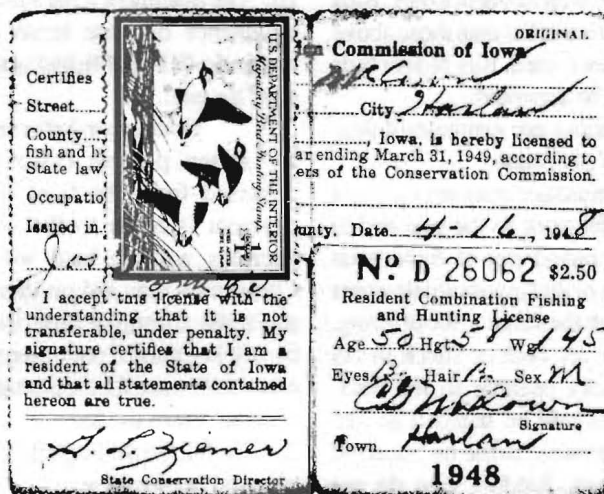 ORIGINAL
Commission of Iowa
Certifies
Street
City Harlan
County , Iowa, is hereby licensed to
fish and h ar ending March 31, 1949, according to
State law ers of the Conservation Commission.
Occupatio
Issued in unty. Date 4-16, 1948
U.S. DEPARTMENT OF THE INTERIOR
Migratory Bird Hunting Stamp
I accept this license with the
understanding that it is not
transferable, under penalty. My
signature certifies that I am a
resident of the State of Iowa
and that all statements contained
hereon are true.
State Conservation Director
No. D 26062 $2.50
Resident Combination Fishing
and Hunting License
Age 50 Hgt 58 Wg 145
Eyes Br. Hair Br. Sex M
Signature
Town Harlan
1948